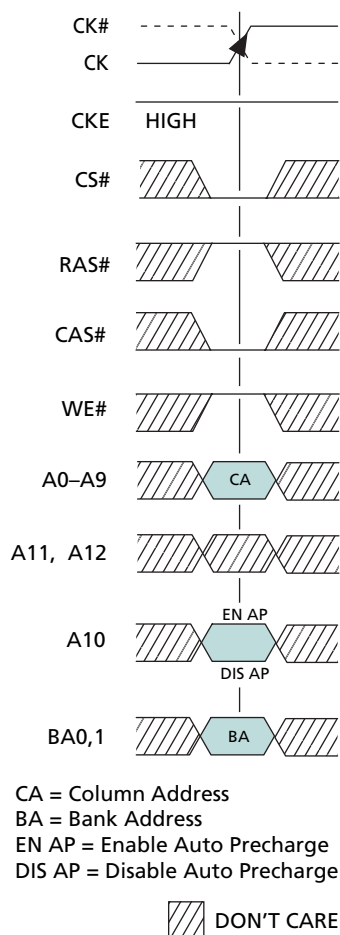 CK#
CK
CKE HIGH
CS#
RAS#
CAS#
WE#
A0–A9 CA
A11, A12
EN AP
A10
DIS AP
BA0,1 BA
CA = Column Address
BA = Bank Address
EN AP = Enable Auto Precharge
DIS AP = Disable Auto Precharge
DON'T CARE